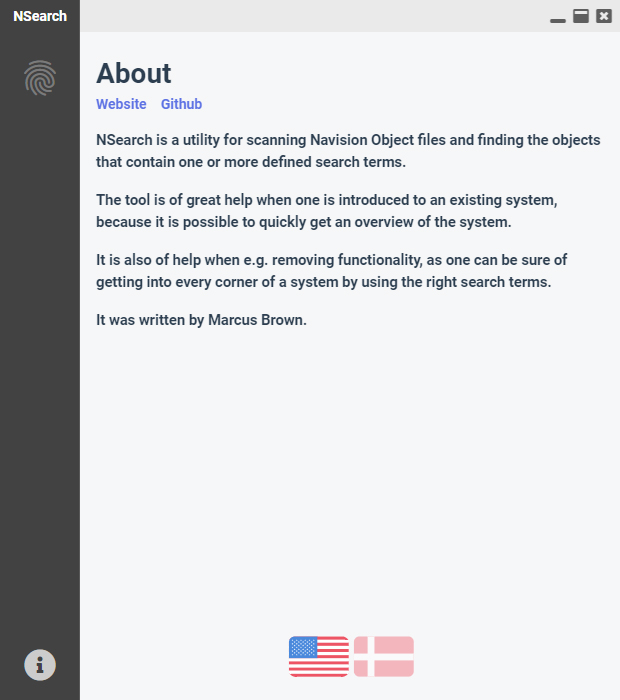 NSearch
About
Website Github
NSearch is a utility for scanning Navision Object files and finding the objects
that contain one or more defined search terms.
The tool is of great help when one is introduced to an existing system,
because it is possible to quickly get an overview of the system.
It is also of help when e.g. removing functionality, as one can be sure of
getting into every corner of a system by using the right search terms.
It was written by Marcus Brown.